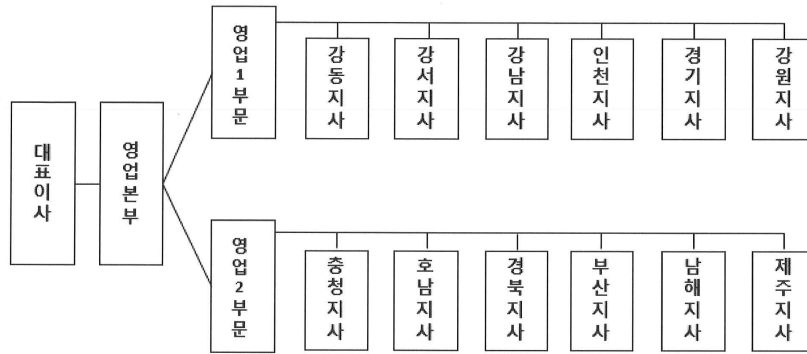 대표이사
영업본부
영업1부문
강동지사
강서지사
강남지사
인천지사
경기지사
강원지사
영업2부문
충청지사
호남지사
경북지사
부산지사
남해지사
제주지사